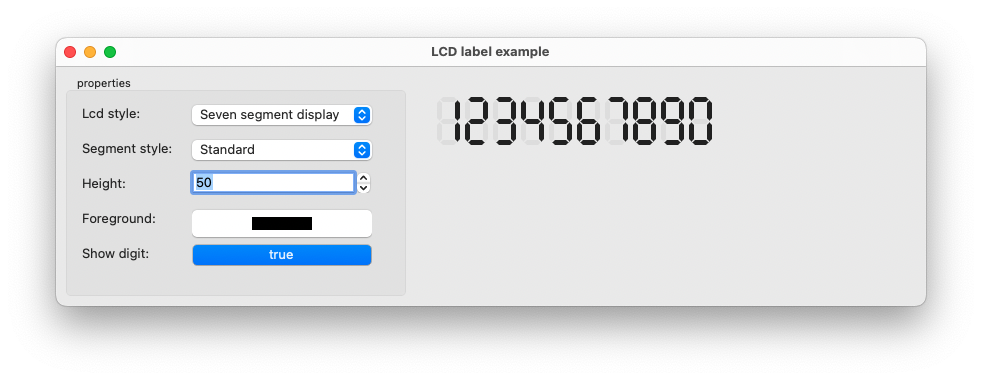 LCD label example
properties
Lcd style:
Seven segment display
Segment style:
Standard
Height:
50
Foreground:
Show digit:
true
1234567890